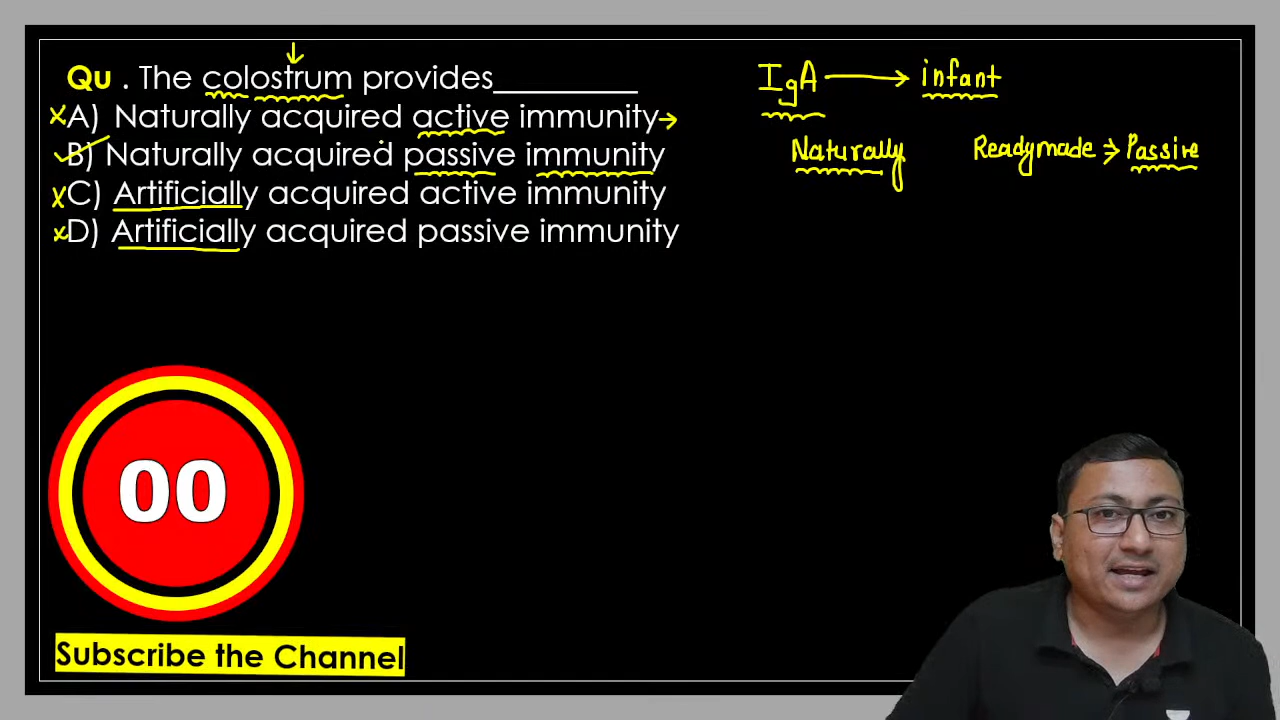 Qu . The colostrum provides_________
A) Naturally acquired active immunity
B) Naturally acquired passive immunity
C) Artificially acquired active immunity
D) Artificially acquired passive immunity
IgA → infant
Naturally Readymade → Passive
00
Subscribe the Channel